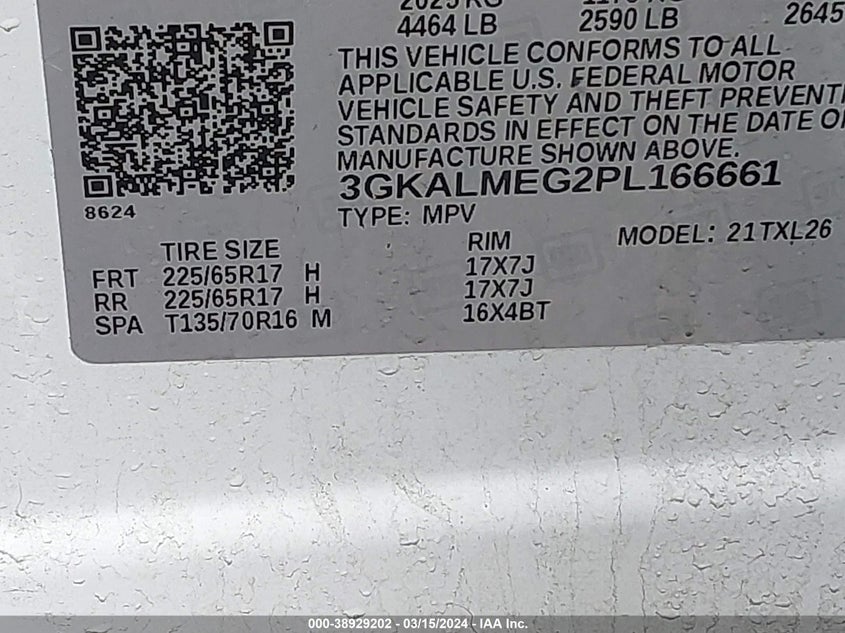 4464 LB 2590 LB 2645
THIS VEHICLE CONFORMS TO ALL
APPLICABLE U.S. FEDERAL MOTOR
VEHICLE SAFETY AND THEFT PREVENTI
STANDARDS IN EFFECT ON THE DATE OF
MANUFACTURE SHOWN ABOVE.
3GKALMEG2PL166661
8624
TYPE: MPV
MODEL: 21TXL26
TIRE SIZE RIM
FRT 225/65R17 H 17X7J
RR 225/65R17 H 17X7J
SPA T135/70R16 M 16X4BT
000-38929202 - 03/15/2024 - IAA Inc.